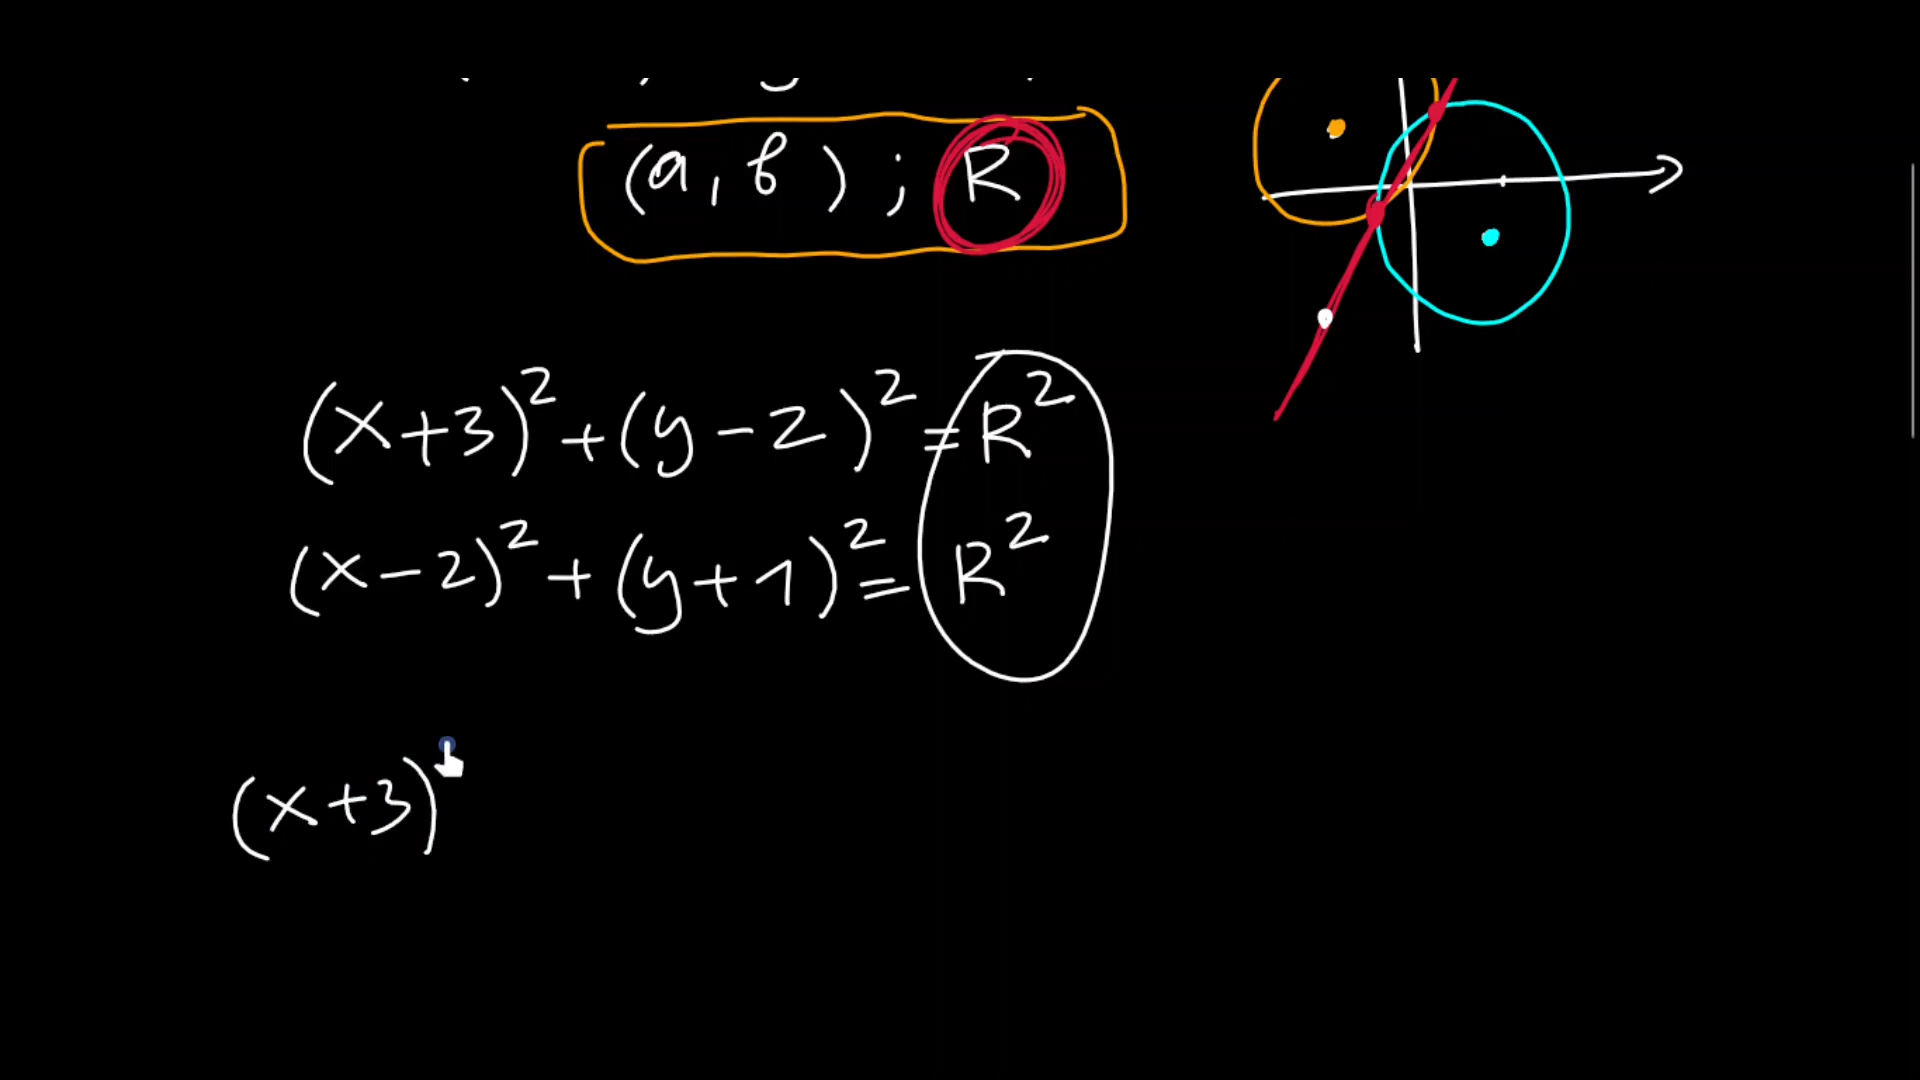 (a, b); R
(x+3)² + (y-2)² = R²
(x-2)² + (y+1)² = R²
(x+3)